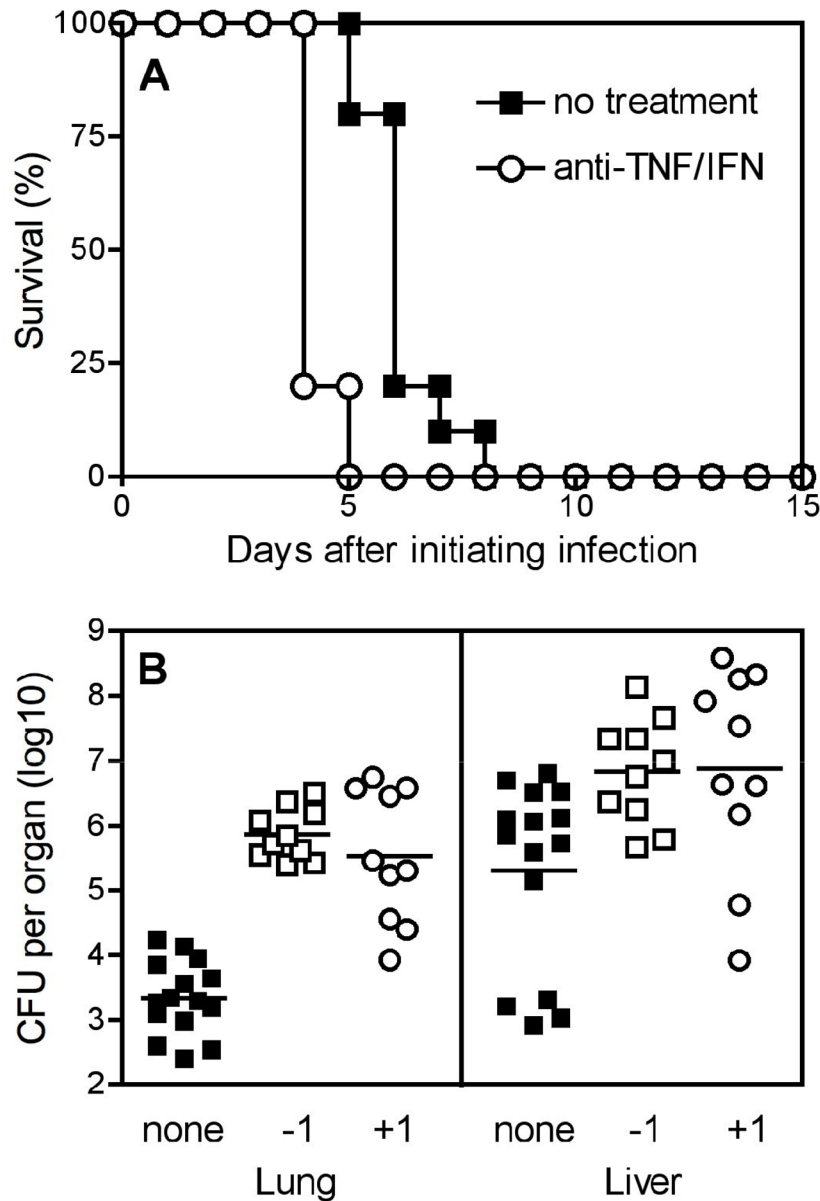 100
A
no treatment
anti-TNF/IFN
75
50
25
0
Survival (%)
0 5 10 15
Days after initiating infection
9
B
8
7
6
5
4
3
2
CFU per organ (log10)
none -1 +1 none -1 +1
Lung Liver